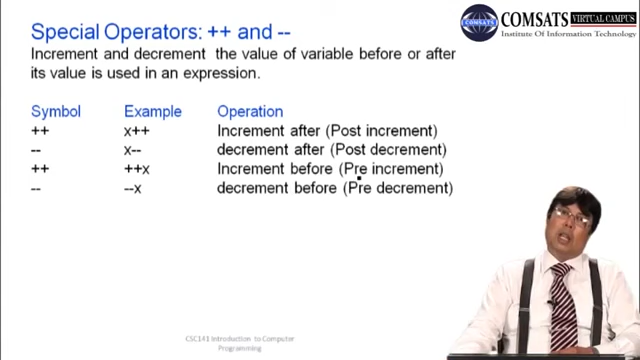 COMSATS VIRTUAL CAMPUS
Institute Of Information Technology
COMSATS
Special Operators: ++ and --
Increment and decrement the value of variable before or after
its value is used in an expression.
Symbol Example Operation
++ x++ Increment after (Post increment)
-- x-- decrement after (Post decrement)
++ ++x Increment before (Pre increment)
-- --x decrement before (Pre decrement)
CSC141 Introduction to Computer
Programming